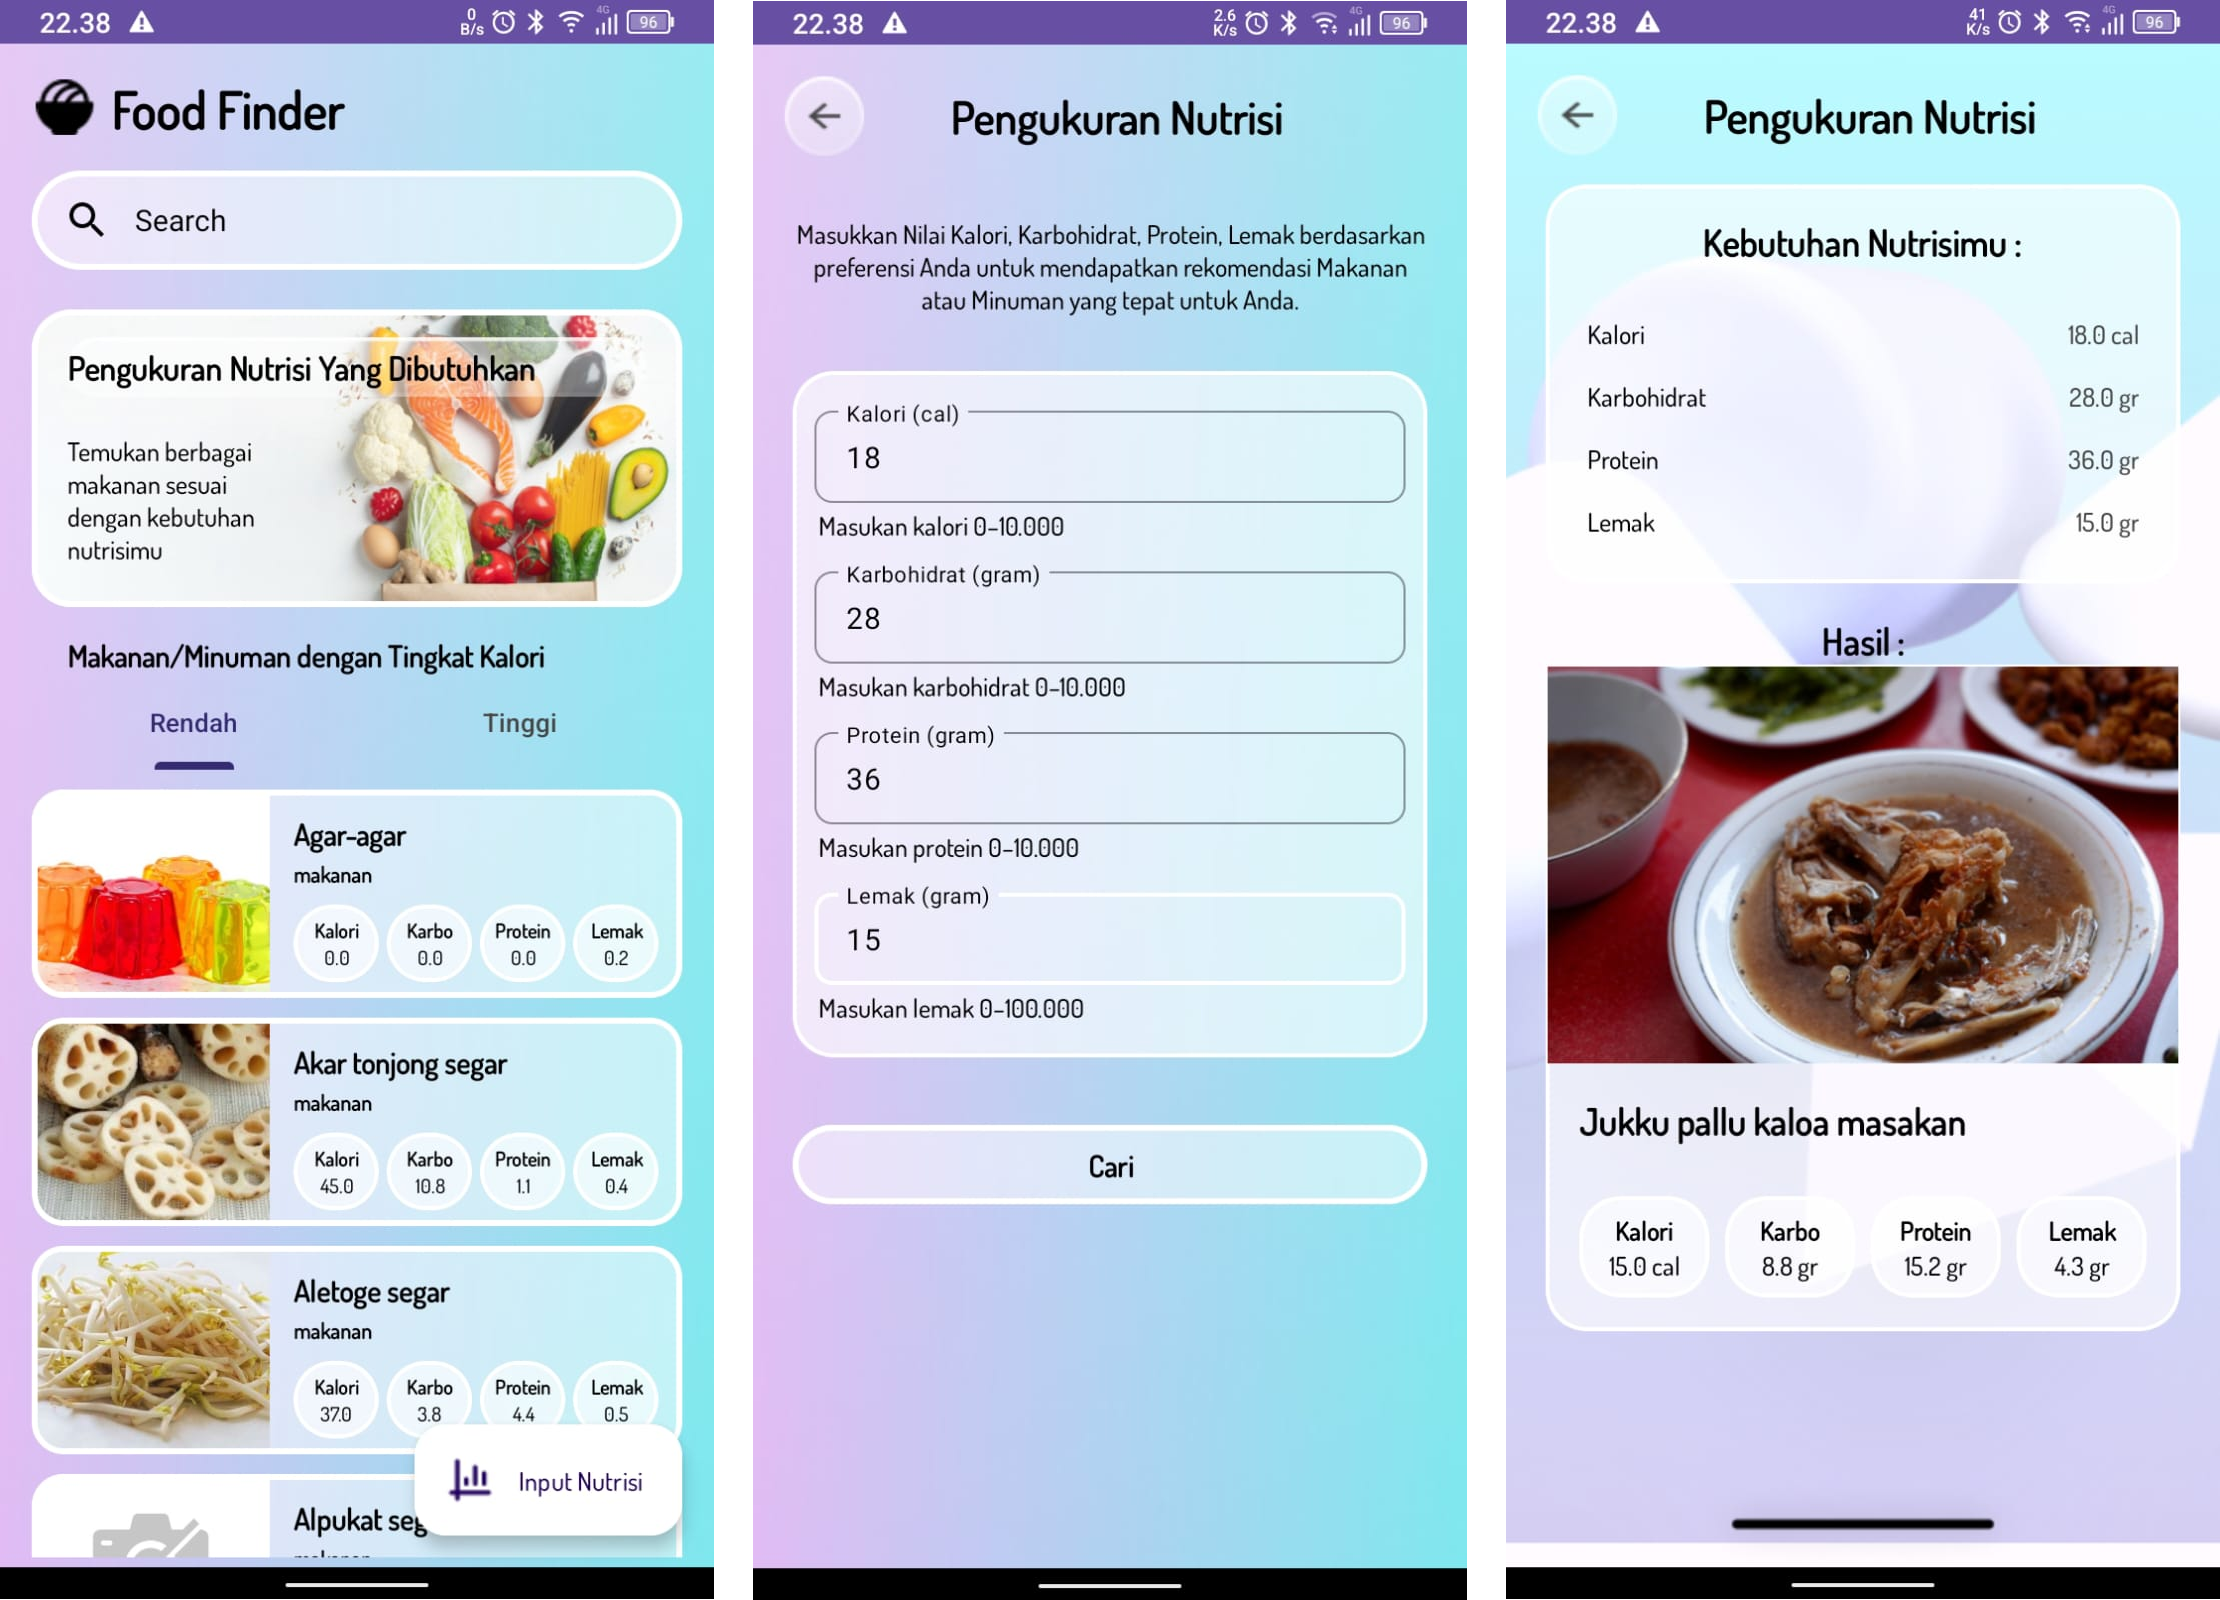 22.38
0
B/s
4G
96
Food Finder
Search
Pengukuran Nutrisi Yang Dibutuhkan
Temukan berbagai
makanan sesuai
dengan kebutuhan
nutrisimu
Makanan/Minuman dengan Tingkat Kalori
Rendah Tinggi
Agar-agar
makanan
Kalori Karbo Protein Lemak
0.0 0.0 0.0 0.2
Akar tonjong segar
makanan
Kalori Karbo Protein Lemak
45.0 10.8 1.1 0.4
Aletoge segar
makanan
Kalori Karbo Protein Lemak
37.0 3.8 4.4 0.5
Input Nutrisi
Alpukat seg
22.38
2.6
K/s
4G
96
Pengukuran Nutrisi
Masukkan Nilai Kalori, Karbohidrat, Protein, Lemak berdasarkan
preferensi Anda untuk mendapatkan rekomendasi Makanan
atau Minuman yang tepat untuk Anda.
Kalori (cal)
18
Masukan kalori 0-10.000
Karbohidrat (gram)
28
Masukan karbohidrat 0-10.000
Protein (gram)
36
Masukan protein 0-10.000
Lemak (gram)
15
Masukan lemak 0-100.000
Cari
22.38
41
K/s
4G
96
Pengukuran Nutrisi
Kebutuhan Nutrisimu :
Kalori 18.0 cal
Karbohidrat 28.0 gr
Protein 36.0 gr
Lemak 15.0 gr
Hasil :
Jukku pallu kaloa masakan
Kalori Karbo Protein Lemak
15.0 cal 8.8 gr 15.2 gr 4.3 gr